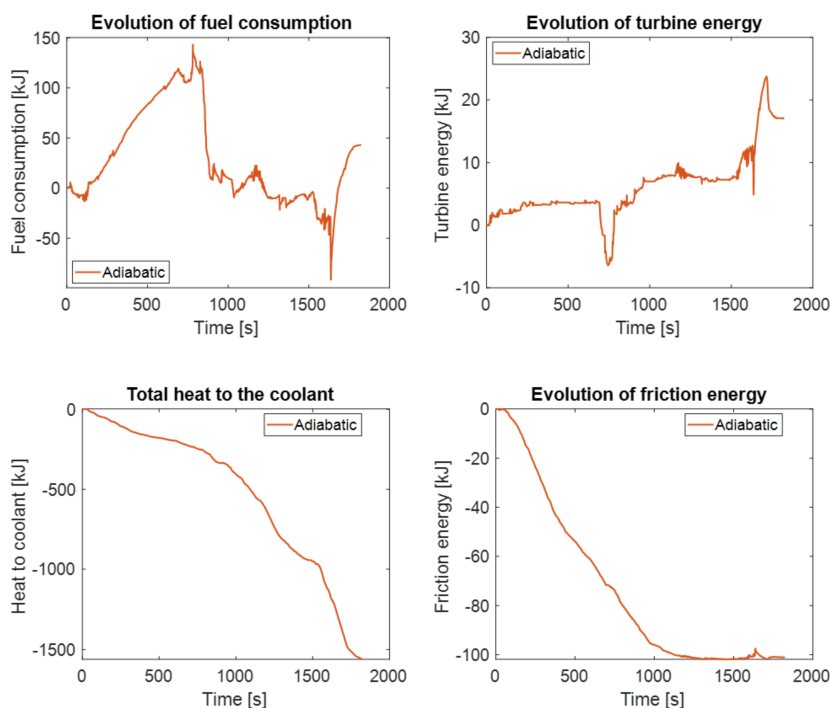 Evolution of fuel consumption
150
100
50
0
-50
Fuel consumption [kJ]
Adiabatic
0
500
1000
1500
2000
Time [s]
Evolution of turbine energy
30
20
10
0
-10
Turbine energy [kJ]
Adiabatic
0
500
1000
1500
2000
Time [s]
Total heat to the coolant
0
-500
-1000
-1500
Heat to coolant [kJ]
Adiabatic
0
500
1000
1500
2000
Time [s]
Evolution of friction energy
0
-20
-40
-60
-80
-100
Friction energy [kJ]
Adiabatic
0
500
1000
1500
2000
Time [s]